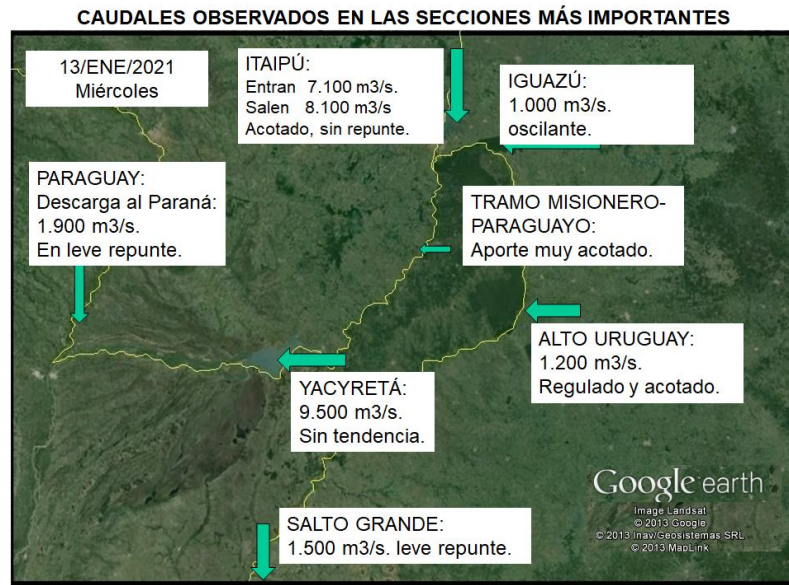 CAUDALES OBSERVADOS EN LAS SECCIONES MÁS IMPORTANTES
13/ENE/2021
Miércoles
ITAIPÚ:
Entran 7.100 m3/s.
Salen 8.100 m3/s
Acotado, sin repunte.
IGUAZÚ:
1.000 m3/s.
oscilante.
PARAGUAY:
Descarga al Paraná:
1.900 m3/s.
En leve repunte.
TRAMO MISIONERO-
PARAGUAYO:
Aporte muy acotado.
ALTO URUGUAY:
1.200 m3/s.
Regulado y acotado.
YACYRETÁ:
9.500 m3/s.
Sin tendencia.
SALTO GRANDE:
1.500 m3/s. leve repunte.
Google earth
Image Landsat
© 2013 Google
© 2013 Inav/Geosistemas SRL
© 2013 MapLink